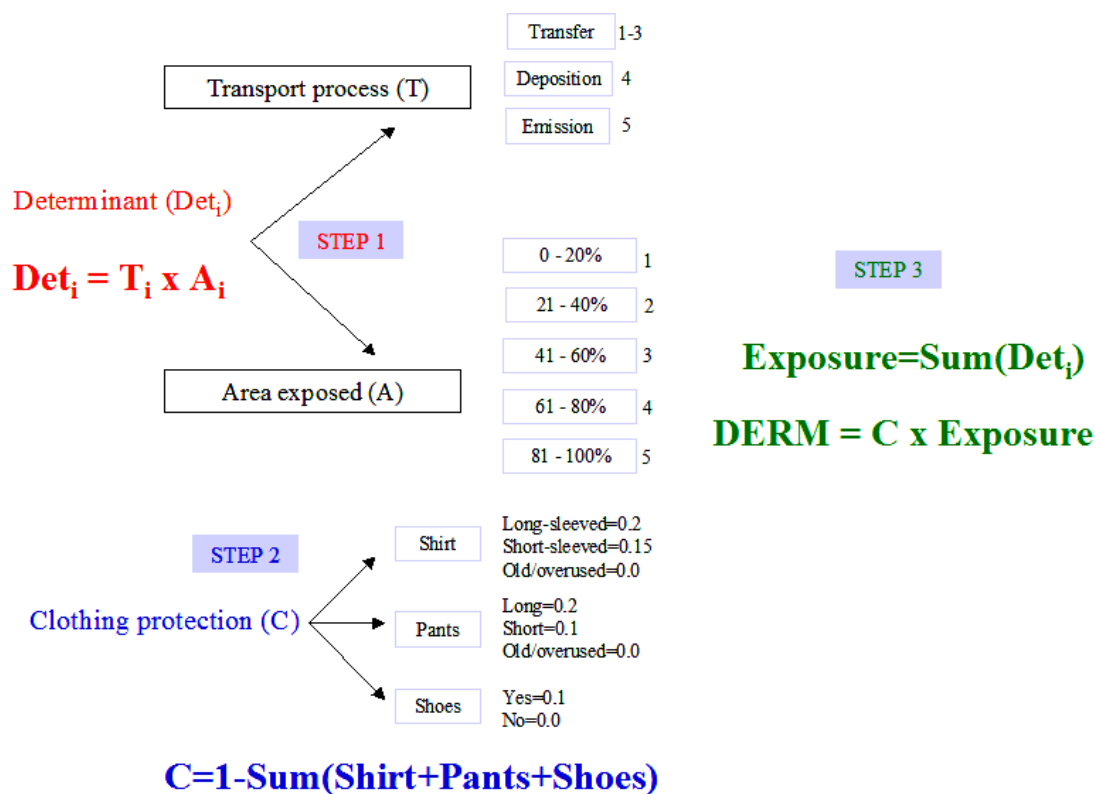 Transfer 1-3
Transport process (T)
Deposition 4
Emission 5
Determinant (Detᵢ)
STEP 1
Detᵢ = Tᵢ x Aᵢ
0 - 20% 1
21 - 40% 2
41 - 60% 3
Area exposed (A)
61 - 80% 4
81 - 100% 5
STEP 2
Clothing protection (C)
Shirt
Long-sleeved=0.2
Short-sleeved=0.15
Old/overused=0.0
Pants
Long=0.2
Short=0.1
Old/overused=0.0
Shoes
Yes=0.1
No=0.0
C=1-Sum(Shirt+Pants+Shoes)
STEP 3
Exposure=Sum(Detᵢ)
DERM = C x Exposure